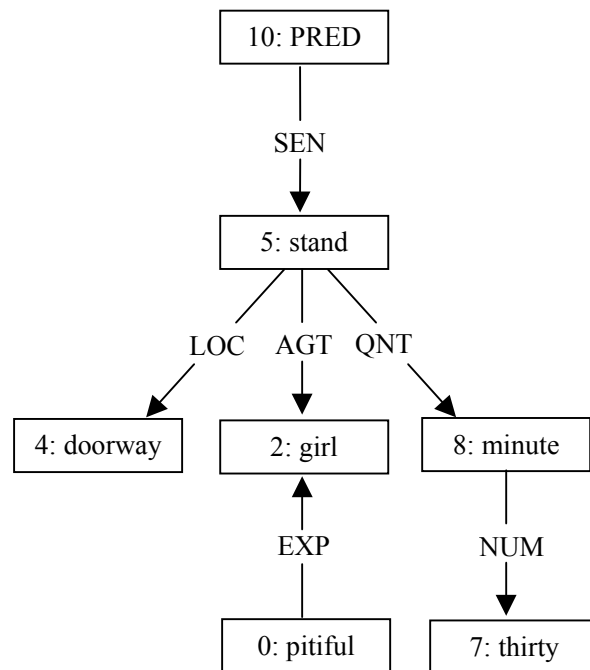 10: PRED
SEN
5: stand
LOC AGT QNT
4: doorway 2: girl 8: minute
EXP NUM
0: pitiful 7: thirty